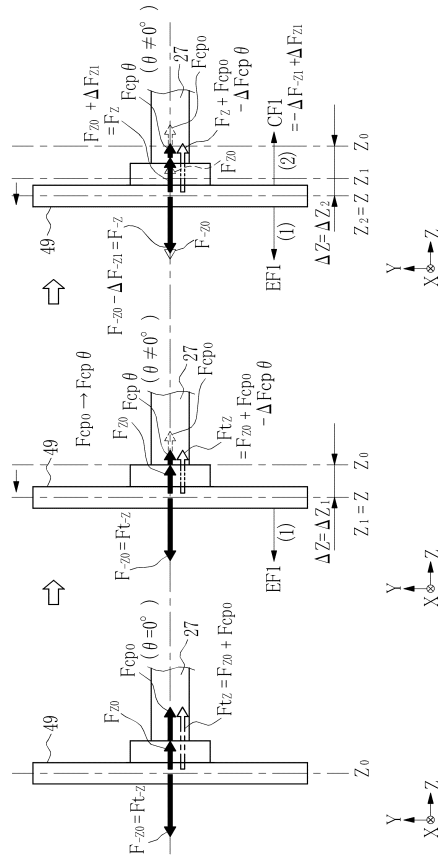 49
F-Z0=Ft-Z
FZ0
Fcp0
(θ=0°)
27
FtZ=FZ0+Fcp0
Z0
Y
X
Z
49
Fcp0→Fcpθ
F-Z0=Ft-Z
FZ0
Fcpθ
(θ≠0°)
27
Fcp0
FtZ
=FZ0+Fcp0
-ΔFcpθ
EF1
(1)
ΔZ=ΔZ1
Z1=Z
Z0
Y
X
Z
49
F-Z0-ΔF-Z1=F-Z
F-Z0
FZ0+ΔFZ1
=FZ
Fcpθ
(θ≠0°)
27
Fcp0
FZ+Fcp0
-ΔFcpθ
FZ0
EF1
(1)
(2)
CF1
=-ΔF-Z1+ΔFZ1
ΔZ=ΔZ2
Z2=Z
Z1
Z0
Y
X
Z